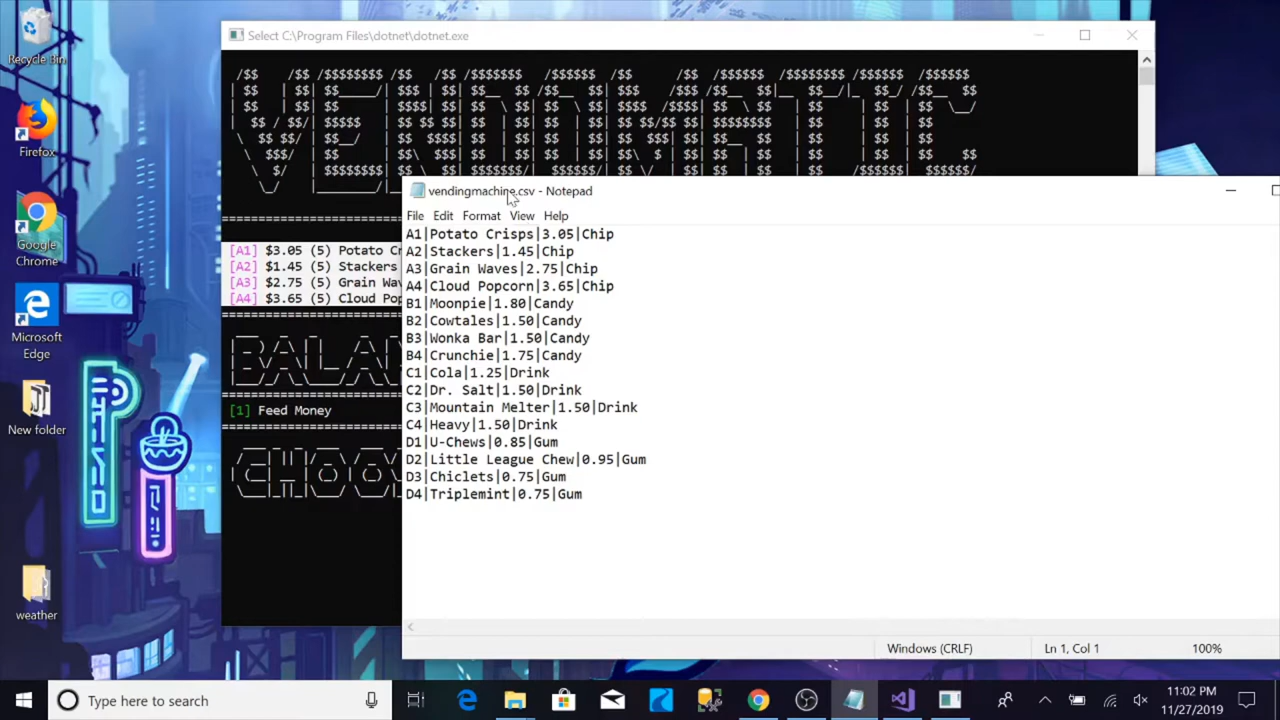 Recycle Bin
Firefox
Google
Chrome
Microsoft
Edge
New folder
weather
Select C:\Program Files\dotnet\dotnet.exe
VENDOMATIC
[A1] $3.05 (5) Potato Cr
[A2] $1.45 (5) Stackers
[A3] $2.75 (5) Grain Wav
[A4] $3.65 (5) Cloud Pop
BALAN
[1] Feed Money
CHOO
vendingmachine.csv - Notepad
File Edit Format View Help
A1|Potato Crisps|3.05|Chip
A2|Stackers|1.45|Chip
A3|Grain Waves|2.75|Chip
A4|Cloud Popcorn|3.65|Chip
B1|Moonpie|1.80|Candy
B2|Cowtales|1.50|Candy
B3|Wonka Bar|1.50|Candy
B4|Crunchie|1.75|Candy
C1|Cola|1.25|Drink
C2|Dr. Salt|1.50|Drink
C3|Mountain Melter|1.50|Drink
C4|Heavy|1.50|Drink
D1|U-Chews|0.85|Gum
D2|Little League Chew|0.95|Gum
D3|Chiclets|0.75|Gum
D4|Triplemint|0.75|Gum
Windows (CRLF) Ln 1, Col 1 100%
Type here to search
11:02 PM
11/27/2019